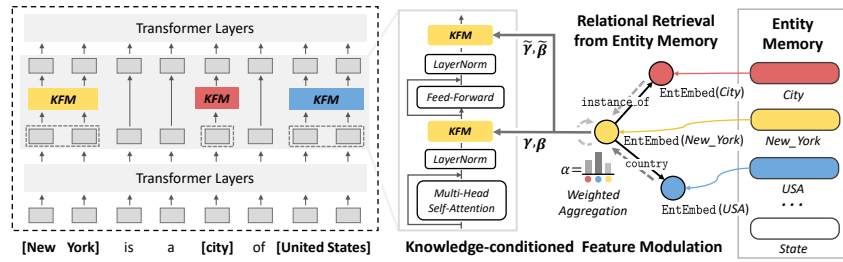 Transformer Layers
KFM
KFM
KFM
Transformer Layers
[New York] is a [city] of [United States]
KFM
LayerNorm
Feed-Forward
KFM
LayerNorm
Multi-Head
Self-Attention
γ̃, β̃
γ, β
Knowledge-conditioned Feature Modulation
Relational Retrieval
from Entity Memory
instance of
EntEmbed(City)
EntEmbed(New_York)
country
α=
Weighted
Aggregation
EntEmbed(USA)
Entity
Memory
City
New_York
USA
...
State